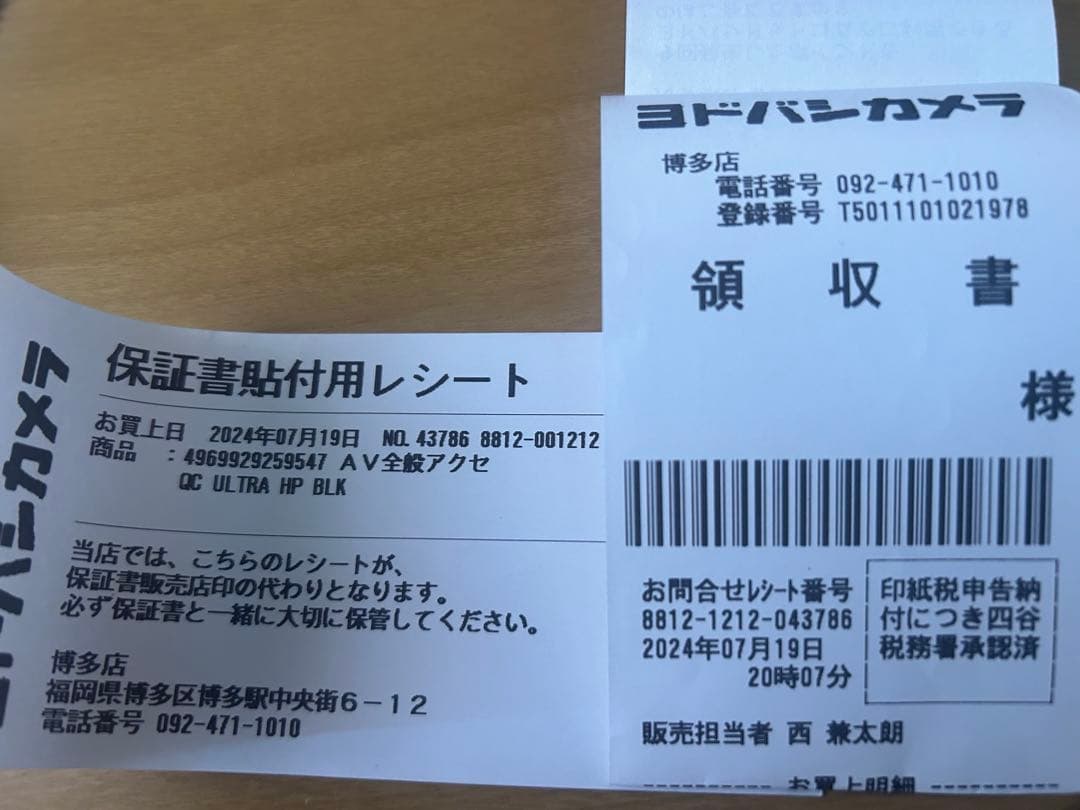 ヨドバシカメラ
博多店
電話番号 092-471-1010
登録番号 T5011101021978
領 収 書
様
お問合せﾚｼｰﾄ番号
8812-1212-043786
2024年07月19日
20時07分
印紙税申告納
付につき四谷
税務署承認済
販売担当者 西 兼太朗
---------- お買上明細 ----------
保証書貼付用レシート
お買上日 2024年07月19日 NO. 43786 8812-001212
商品 :4969929259547 AV全般アクセ
QC ULTRA HP BLK
当店では、こちらのレシートが、
保証書販売店印の代わりとなります。
必ず保証書と一緒に大切に保管してください。
博多店
福岡県博多区博多駅中央街6-12
電話番号 092-471-1010
バシカメラ